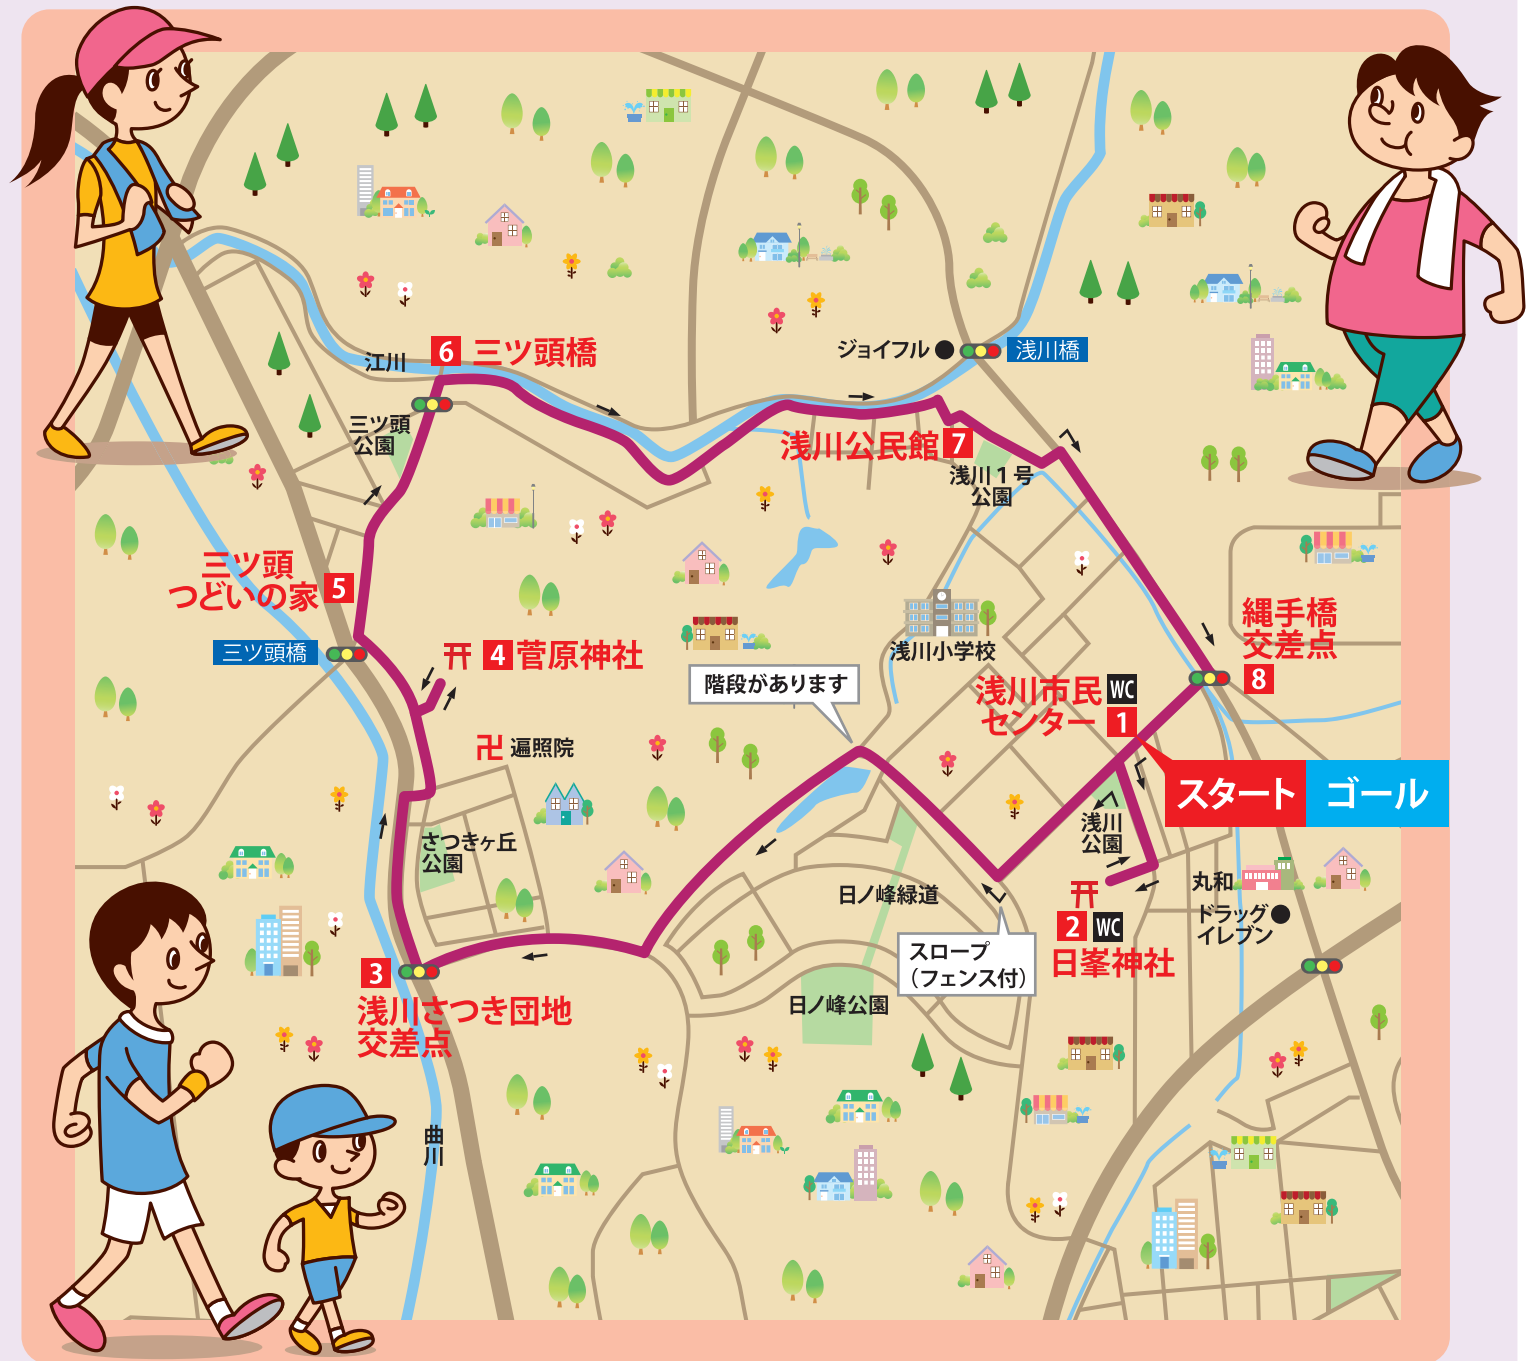 ジョイフル
浅川橋
6 三ツ頭橋
江川
三ツ頭
公園
浅川公民館 7
浅川1号
公園
三ツ頭
つどいの家 5
三ツ頭橋
4 菅原神社
縄手橋
交差点
8
浅川小学校
階段があります
浅川市民 WC
センター 1
卍 遍照院
スタート ゴール
さつきヶ丘
公園
浅川
公園
日ノ峰緑道
丸和
ドラッグ
イレブン
2 WC
日峯神社
スロープ
(フェンス付)
3
浅川さつき団地
交差点
日ノ峰公園
曲
川